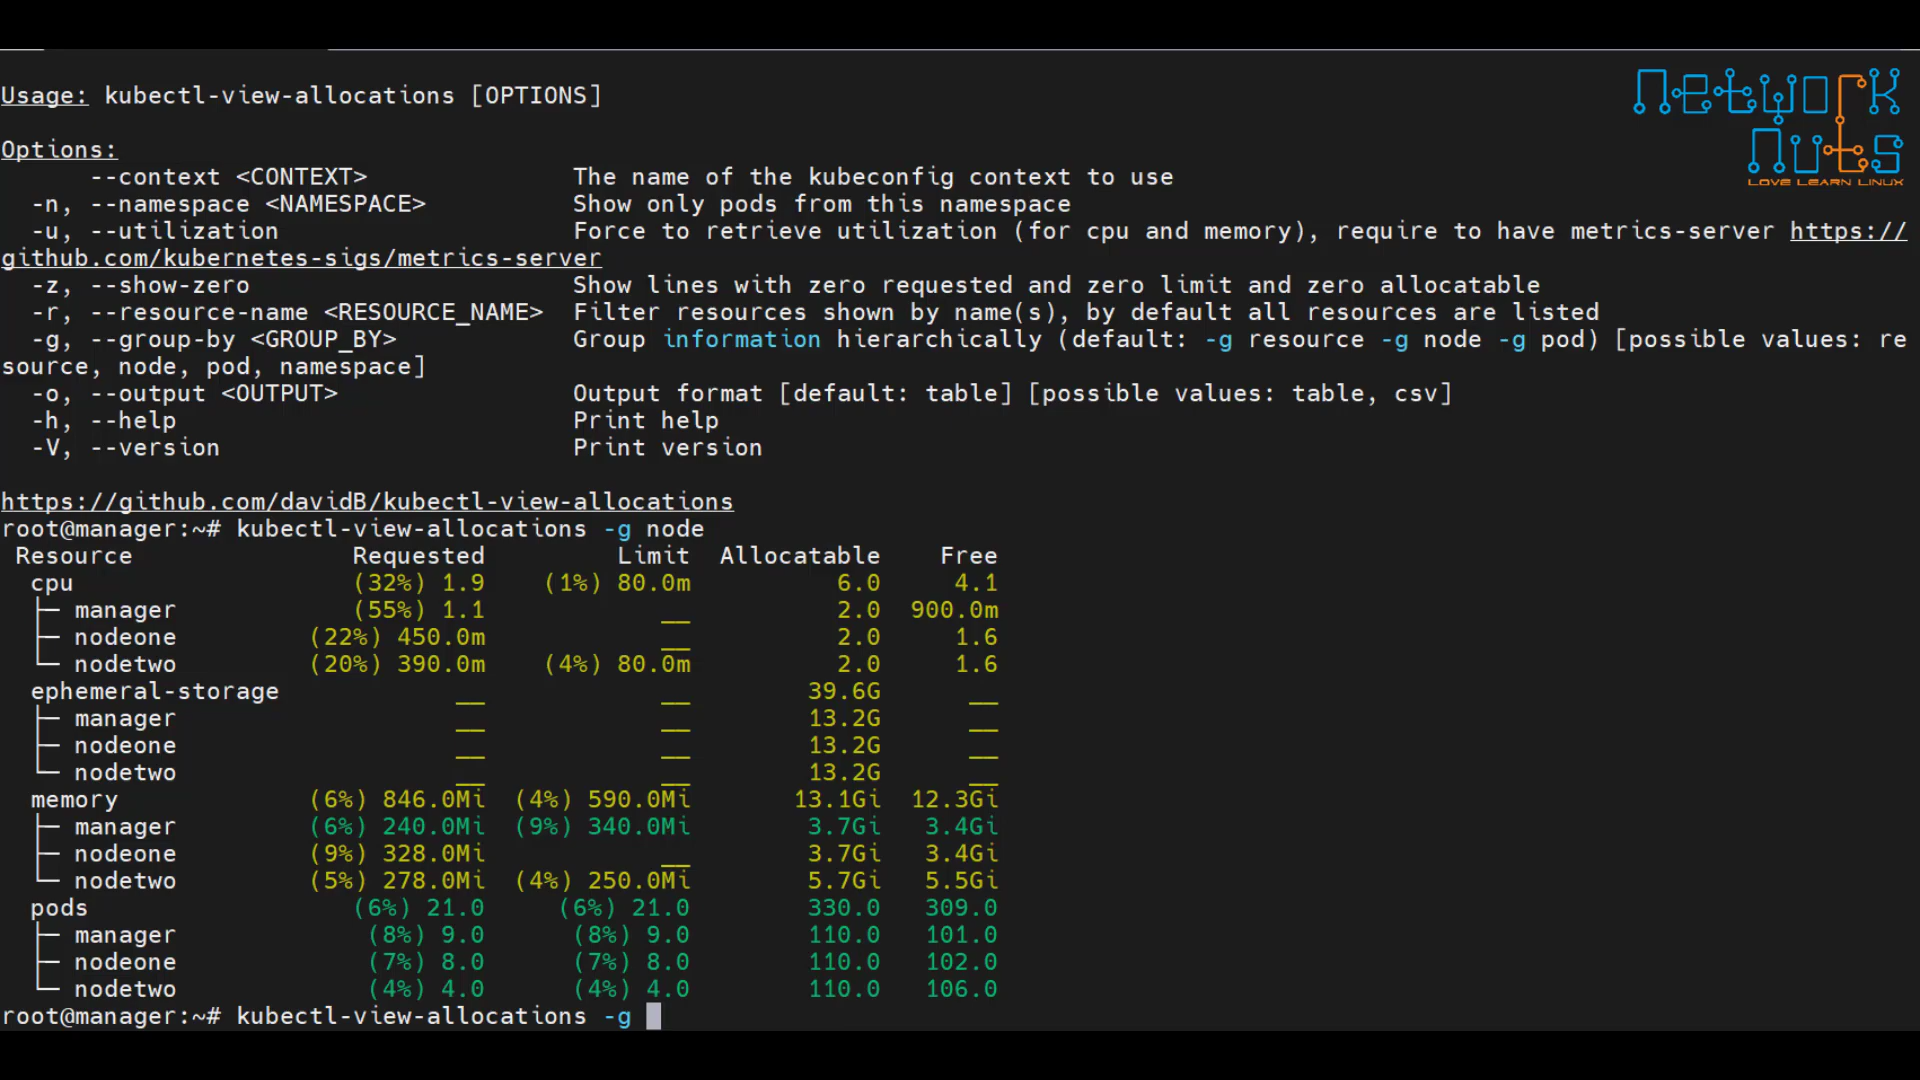 Network
Nuts
LOVE LEARN LINUX
Usage: kubectl-view-allocations [OPTIONS]
Options:
      --context <CONTEXT>              The name of the kubeconfig context to use
  -n, --namespace <NAMESPACE>          Show only pods from this namespace
  -u, --utilization                    Force to retrieve utilization (for cpu and memory), require to have metrics-server https://
github.com/kubernetes-sigs/metrics-server
  -z, --show-zero                      Show lines with zero requested and zero limit and zero allocatable
  -r, --resource-name <RESOURCE_NAME>  Filter resources shown by name(s), by default all resources are listed
  -g, --group-by <GROUP_BY>            Group information hierarchically (default: -g resource -g node -g pod) [possible values: re
source, node, pod, namespace]
  -o, --output <OUTPUT>                Output format [default: table] [possible values: table, csv]
  -h, --help                           Print help
  -V, --version                        Print version
https://github.com/davidB/kubectl-view-allocations
root@manager:~# kubectl-view-allocations -g node
 Resource               Requested         Limit  Allocatable    Free
  cpu                   (32%) 1.9    (1%) 80.0m          6.0     4.1
  ├─ manager            (55%) 1.1            __          2.0  900.0m
  ├─ nodeone         (22%) 450.0m            __          2.0     1.6
  └─ nodetwo         (20%) 390.0m    (4%) 80.0m          2.0     1.6
  ephemeral-storage            __            __        39.6G      __
  ├─ manager                   __            __        13.2G      __
  ├─ nodeone                   __            __        13.2G      __
  └─ nodetwo                   __            __        13.2G      __
  memory             (6%) 846.0Mi  (4%) 590.0Mi       13.1Gi  12.3Gi
  ├─ manager         (6%) 240.0Mi  (9%) 340.0Mi        3.7Gi   3.4Gi
  ├─ nodeone         (9%) 328.0Mi            __        3.7Gi   3.4Gi
  └─ nodetwo         (5%) 278.0Mi  (4%) 250.0Mi        5.7Gi   5.5Gi
  pods                  (6%) 21.0     (6%) 21.0        330.0   309.0
  ├─ manager             (8%) 9.0      (8%) 9.0        110.0   101.0
  ├─ nodeone             (7%) 8.0      (7%) 8.0        110.0   102.0
  └─ nodetwo             (4%) 4.0      (4%) 4.0        110.0   106.0
root@manager:~# kubectl-view-allocations -g